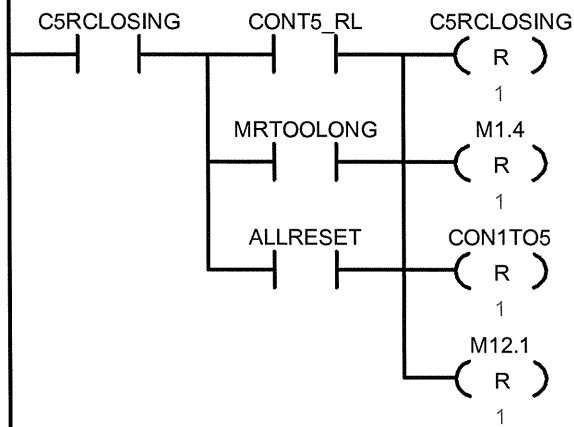 C5RCLOSING CONT5_RL C5RCLOSING
R
1
MRTOOLONG M1.4
R
1
ALLRESET CON1TO5
R
1
M12.1
R
1